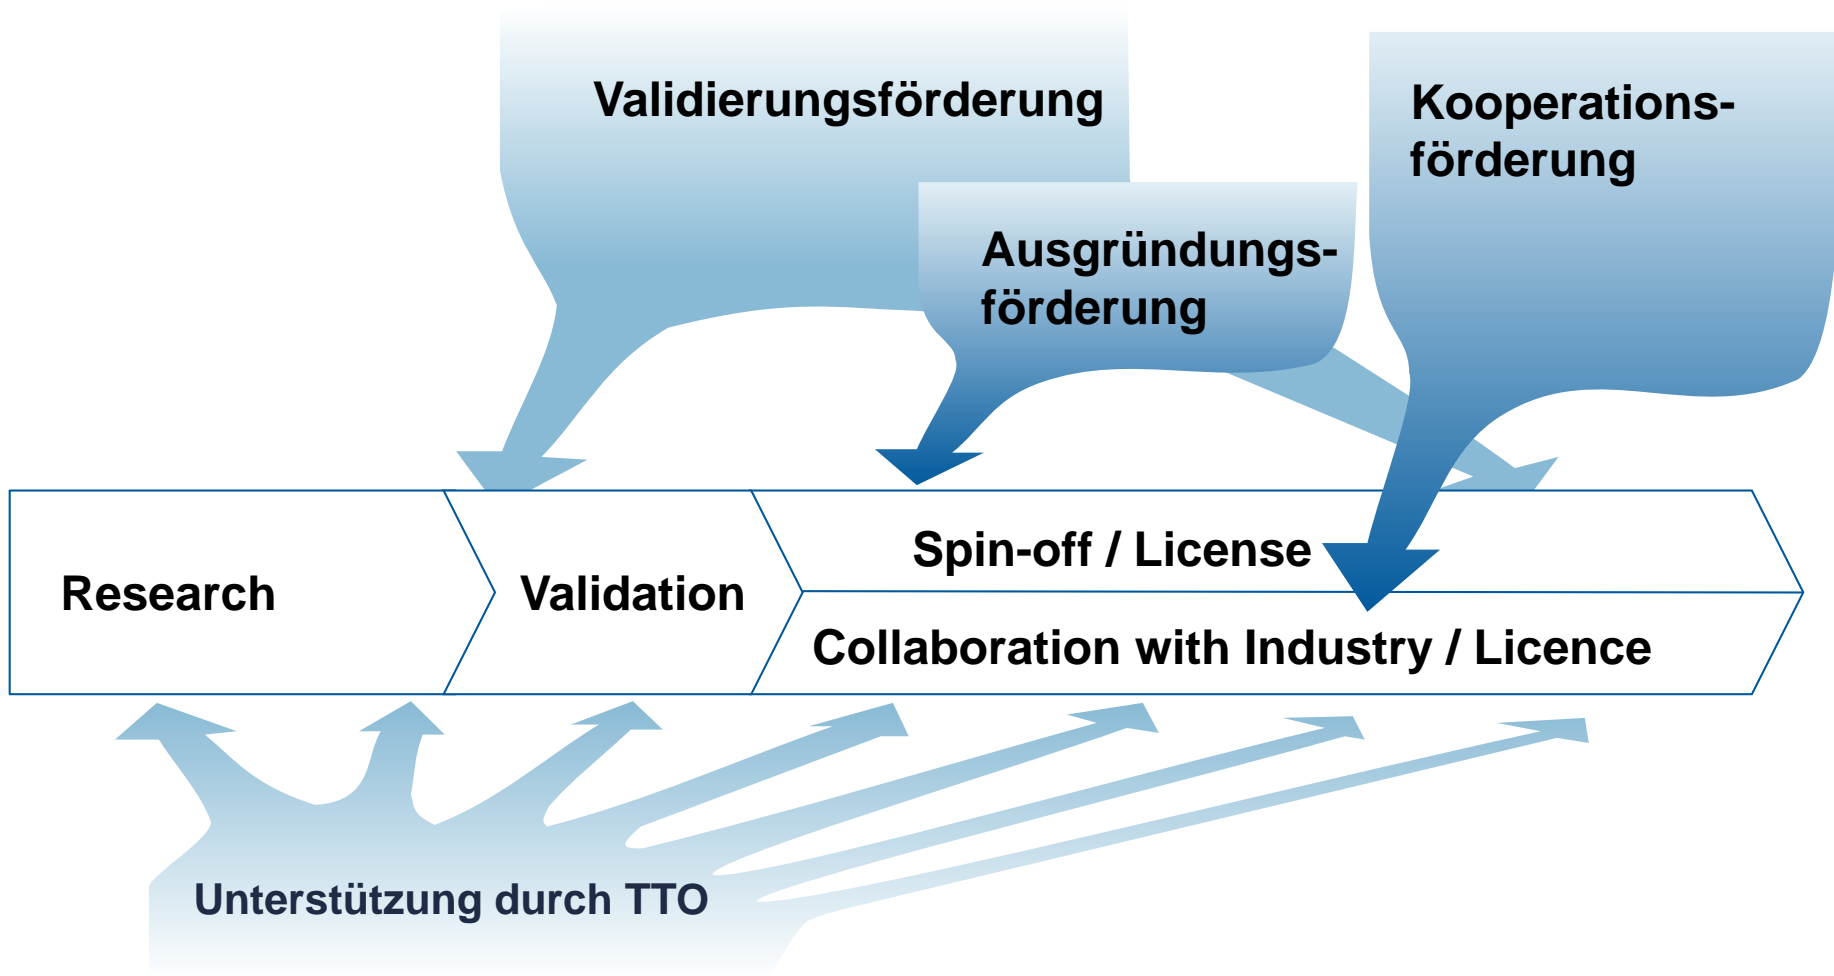 Validierungsförderung
Kooperations-
förderung
Ausgründungs-
förderung
Research
Validation
Spin-off / License
Collaboration with Industry / Licence
Unterstützung durch TTO